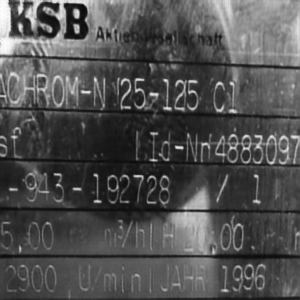 KSB Aktiengesellschaft
ACHROM-N 25-125 C1
sf Id-Nr 4883097
-943-192728 / 1
5,00 m³/h H 20,00
2900 U/min JAHR 1996